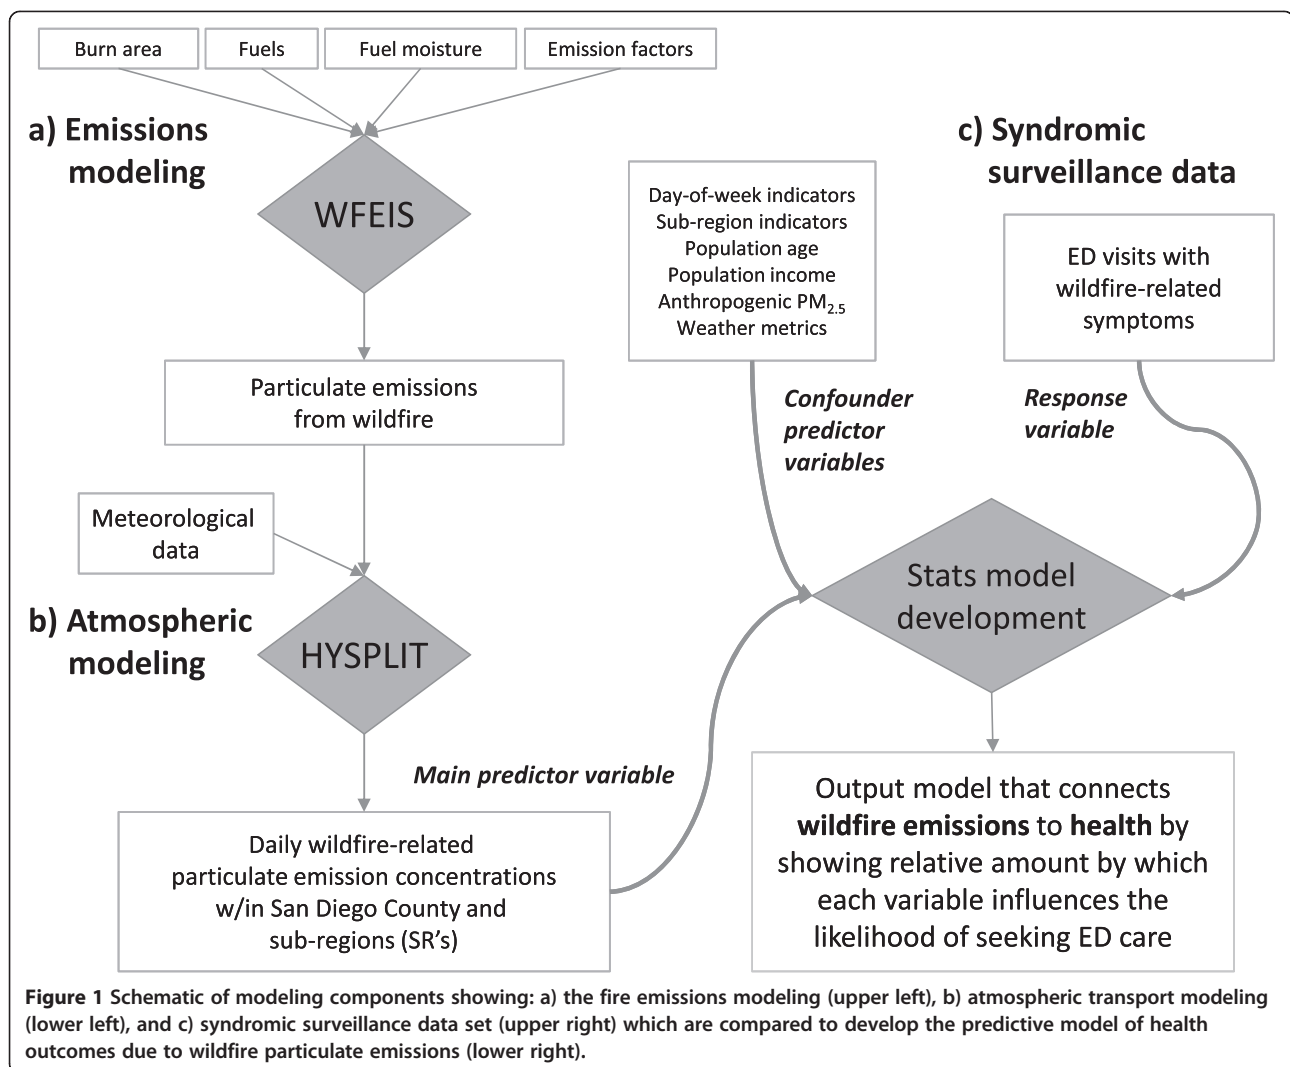 Burn area
Fuels
Fuel moisture
Emission factors
a) Emissions
modeling
WFEIS
Particulate emissions
from wildfire
Meteorological
data
b) Atmospheric
modeling
HYSPLIT
Main predictor variable
Daily wildfire-related
particulate emission concentrations
w/in San Diego County and
sub-regions (SR's)
Day-of-week indicators
Sub-region indicators
Population age
Population income
Anthropogenic PM2.5
Weather metrics
Confounder
predictor
variables
c) Syndromic
surveillance data
ED visits with
wildfire-related
symptoms
Response
variable
Stats model
development
Output model that connects
wildfire emissions to health by
showing relative amount by which
each variable influences the
likelihood of seeking ED care
Figure 1 Schematic of modeling components showing: a) the fire emissions modeling (upper left), b) atmospheric transport modeling
(lower left), and c) syndromic surveillance data set (upper right) which are compared to develop the predictive model of health
outcomes due to wildfire particulate emissions (lower right).